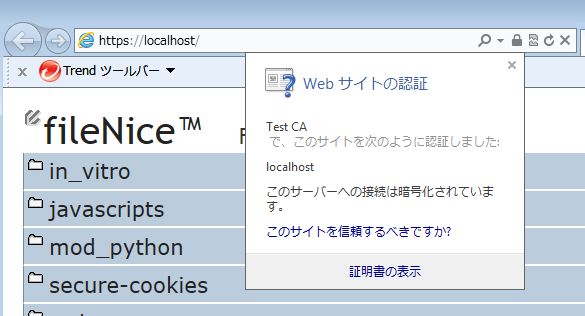 https://localhost/
x Trend ツールバー ▼
Web サイトの認証
Test CA
で、このサイトを次のように認証しました:
localhost
このサーバーへの接続は暗号化されていま
す。
このサイトを信頼するべきですか?
証明書の表示
fileNice™
in_vitro
javascripts
mod_python
secure-cookies